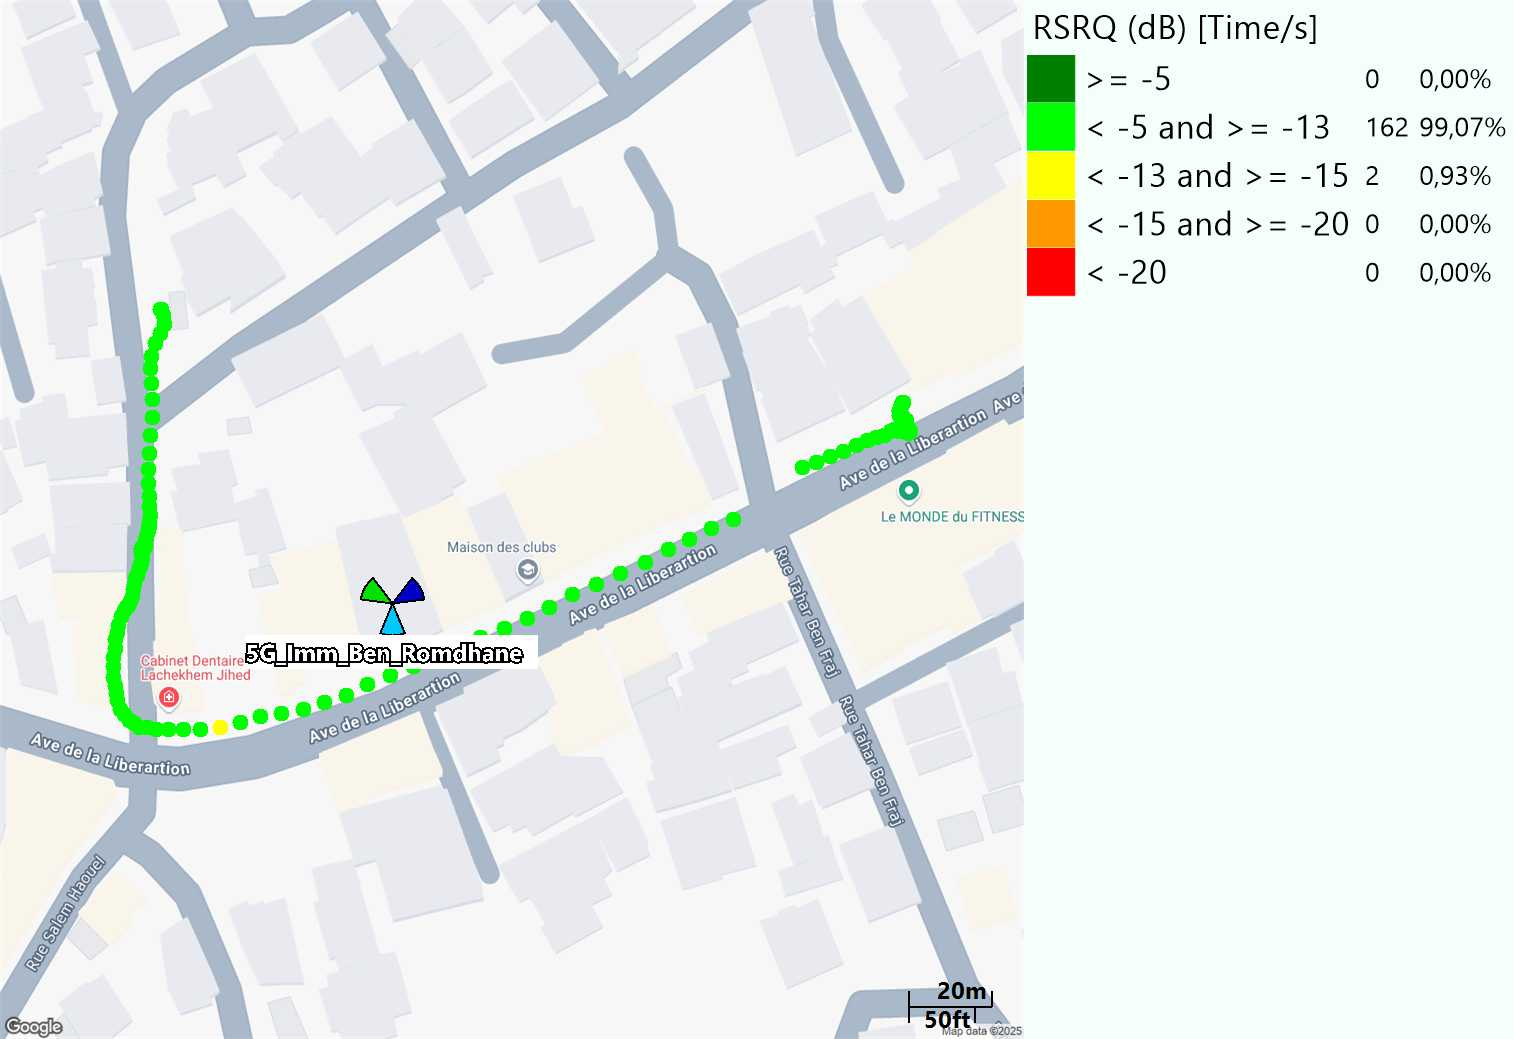 RSRQ (dB) [Time/s]
>= -5 0 0,00%
< -5 and >= -13 162 99,07%
< -13 and >= -15 2 0,93%
< -15 and >= -20 0 0,00%
< -20 0 0,00%
Ave de la Liberartion
Ave
Le MONDE du FITNESS
Maison des clubs
Ave de la Liberartion
Rue Tahar Ben Fraj
5G_Imm_Ben_Romdhane
Cabinet Dentaire
Lachekhem Jihed
Ave de la Liberartion
Ave de la Liberartion
Rue Tahar Ben Fraj
Rue Salem Haouel
20m
50ft
Google
Map data ©2025